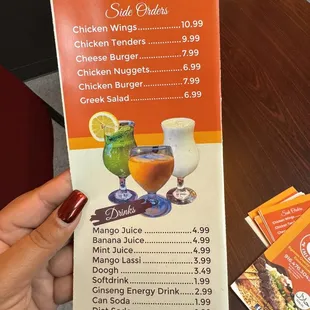 Side Orders
Chicken Wings..............10.99
Chicken Tenders...........9.99
Cheese Burger..............7.99
Chicken Nuggets..........6.99
Chicken Burger.............7.99
Greek Salad..................6.99
Drinks
Mango Juice..................4.99
Banana Juice.................4.99
Mint Juice......................4.99
Mango Lassi..................3.99
Doogh............................3.49
Softdrink........................1.99
Ginseng Energy Drink....2.99
Can Soda.......................1.99
Side Orders